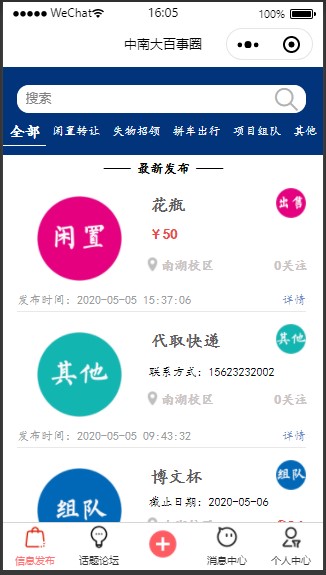 WeChat 16:05 100%
中南大百事圈
搜索
全部 闲置转让 失物招领 拼车出行 项目组队 其他
最新发布
闲置 花瓶 出售
¥50
南湖校区 0关注
发布时间: 2020-05-05 15:37:06 详情
其他 代取快递 其他
联系方式: 15623232002
南湖校区 0关注
发布时间: 2020-05-05 09:43:32 详情
组队 博文杯 组队
截止日期: 2020-05-06
信息发布 话题论坛 消息中心 个人中心